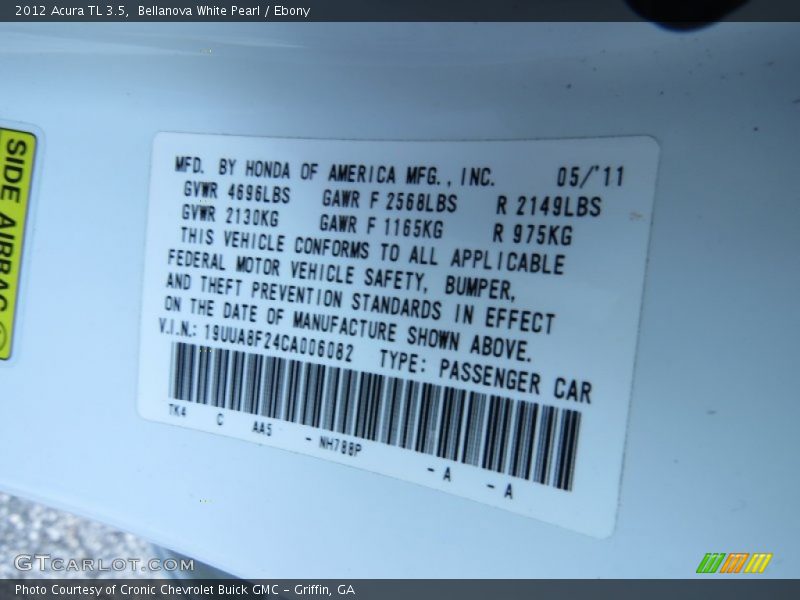 2012 Acura TL 3.5,  Bellanova White Pearl / Ebony
SIDE AIRBAG
MFD. BY HONDA OF AMERICA MFG., INC. 05/'11
GVWR 4696LBS GAWR F 2568LBS R 2149LBS
GVWR 2130KG GAWR F 1165KG R 975KG
THIS VEHICLE CONFORMS TO ALL APPLICABLE
FEDERAL MOTOR VEHICLE SAFETY, BUMPER,
AND THEFT PREVENTION STANDARDS IN EFFECT
ON THE DATE OF MANUFACTURE SHOWN ABOVE.
V.I.N.: 19UUA8F24CA006082 TYPE: PASSENGER CAR
TK4 C AA5 - NH788P - A - A
GTCARLOT.COM
Photo Courtesy of Cronic Chevrolet Buick GMC – Griffin, GA